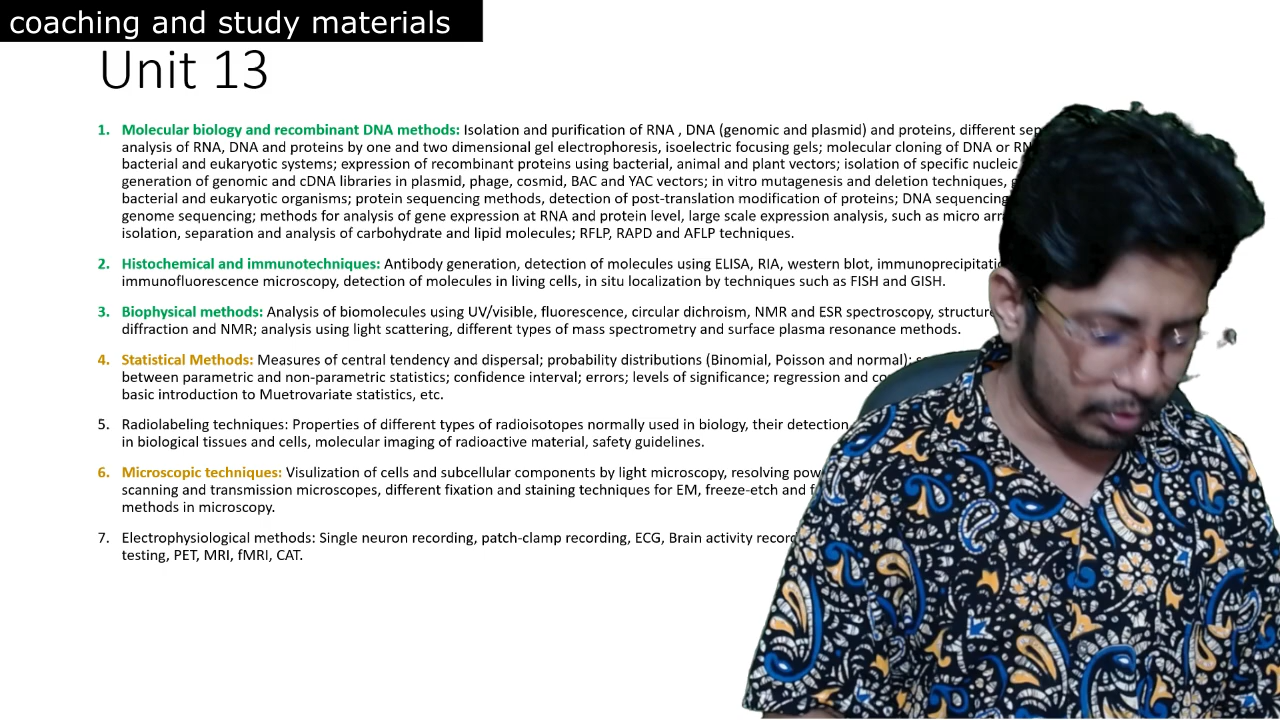 coaching and study materials
Unit 13
1. Molecular biology and recombinant DNA methods: Isolation and purification of RNA , DNA (genomic and plasmid) and proteins, different
analysis of RNA, DNA and proteins by one and two dimensional gel electrophoresis, isoelectric focusing gels; molecular cloning of DNA or
bacterial and eukaryotic systems; expression of recombinant proteins using bacterial, animal and plant vectors; isolation of specific nucleic
generation of genomic and cDNA libraries in plasmid, phage, cosmid, BAC and YAC vectors; in vitro mutagenesis and deletion techniques,
bacterial and eukaryotic organisms; protein sequencing methods, detection of post-translation modification of proteins; DNA sequencing
genome sequencing; methods for analysis of gene expression at RNA and protein level, large scale expression analysis, such as micro
isolation, separation and analysis of carbohydrate and lipid molecules; RFLP, RAPD and AFLP techniques.
2. Histochemical and immunotechniques: Antibody generation, detection of molecules using ELISA, RIA, western blot,
immunofluorescence microscopy, detection of molecules in living cells, in situ localization by techniques such as FISH and GISH.
3. Biophysical methods: Analysis of biomolecules using UV/visible, fluorescence, circular dichroism, NMR and ESR spectroscopy,
diffraction and NMR; analysis using light scattering, different types of mass spectrometry and surface plasma resonance methods.
4. Statistical Methods: Measures of central tendency and dispersal; probability distributions (Binomial, Poisson and normal);
between parametric and non-parametric statistics; confidence interval; errors; levels of significance; regression and
basic introduction to Muetrovariate statistics, etc.
5. Radiolabeling techniques: Properties of different types of radioisotopes normally used in biology, their detection
in biological tissues and cells, molecular imaging of radioactive material, safety guidelines.
6. Microscopic techniques: Visulization of cells and subcellular components by light microscopy, resolving
scanning and transmission microscopes, different fixation and staining techniques for EM, freeze-etch and
methods in microscopy.
7. Electrophysiological methods: Single neuron recording, patch-clamp recording, ECG, Brain activity
testing, PET, MRI, fMRI, CAT.